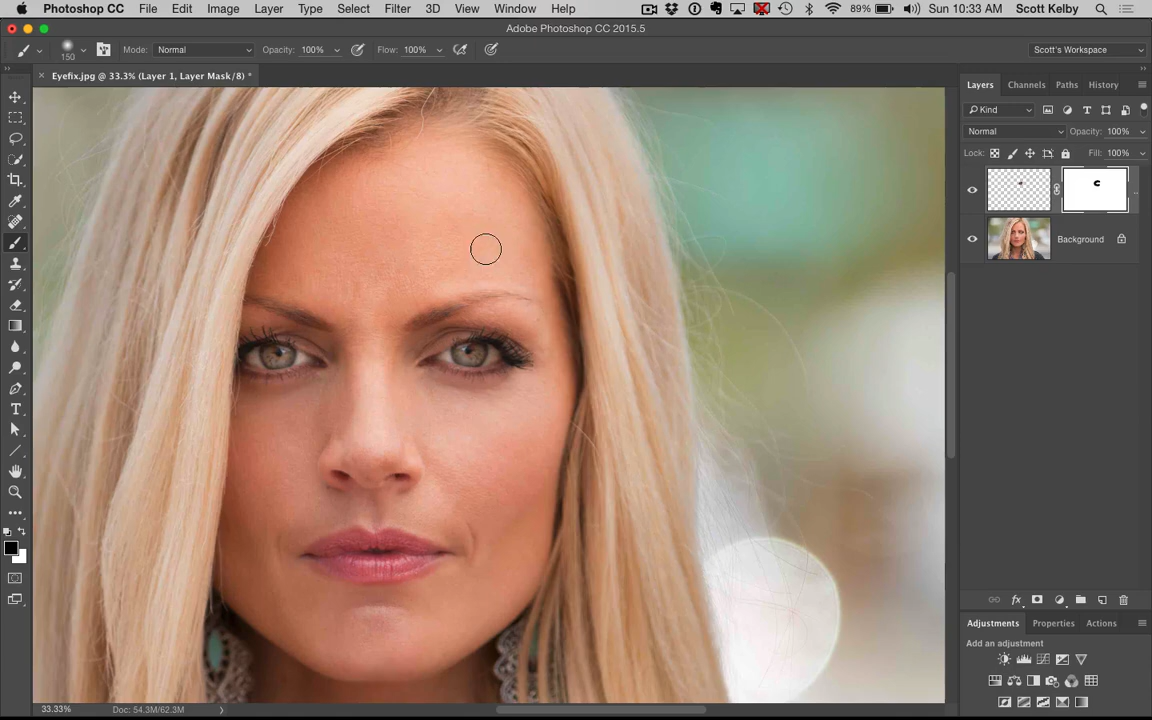 Photoshop CC File Edit Image Layer Type Select Filter 3D View Window Help 89% Sun 10:33 AM Scott Kelby
Adobe Photoshop CC 2015.5
150 Mode: Normal Opacity: 100% Flow: 100% Scott's Workspace
Eyefix.jpg @ 33.3% (Layer 1, Layer Mask/8) *
Layers Channels Paths History
Kind
Normal Opacity: 100%
Lock: Fill: 100%
Background
Adjustments Properties Actions
Add an adjustment
33.33% Doc: 54.3M/62.3M